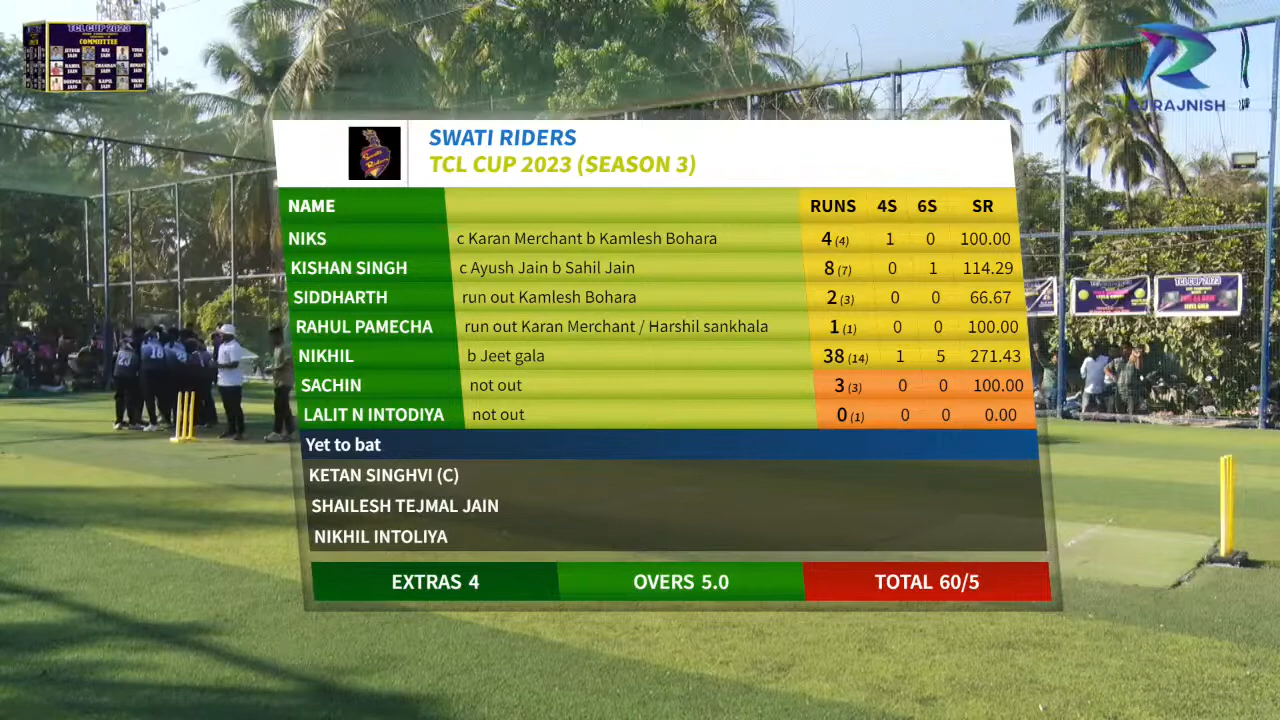 TCL CUP 2023
COMMITTEE
RJ RAJNISH
SWATI RIDERS
TCL CUP 2023 (SEASON 3)
NAME RUNS 4S 6S SR
NIKS c Karan Merchant b Kamlesh Bohara 4 (4) 1 0 100.00
KISHAN SINGH c Ayush Jain b Sahil Jain 8 (7) 0 1 114.29
SIDDHARTH run out Kamlesh Bohara 2 (3) 0 0 66.67
RAHUL PAMECHA run out Karan Merchant / Harshil sankhala 1 (1) 0 0 100.00
NIKHIL b Jeet gala 38 (14) 1 5 271.43
SACHIN not out 3 (3) 0 0 100.00
LALIT N INTODIYA not out 0 (1) 0 0 0.00
Yet to bat
KETAN SINGHVI (C)
SHAILESH TEJMAL JAIN
NIKHIL INTOLIYA
EXTRAS 4 OVERS 5.0 TOTAL 60/5